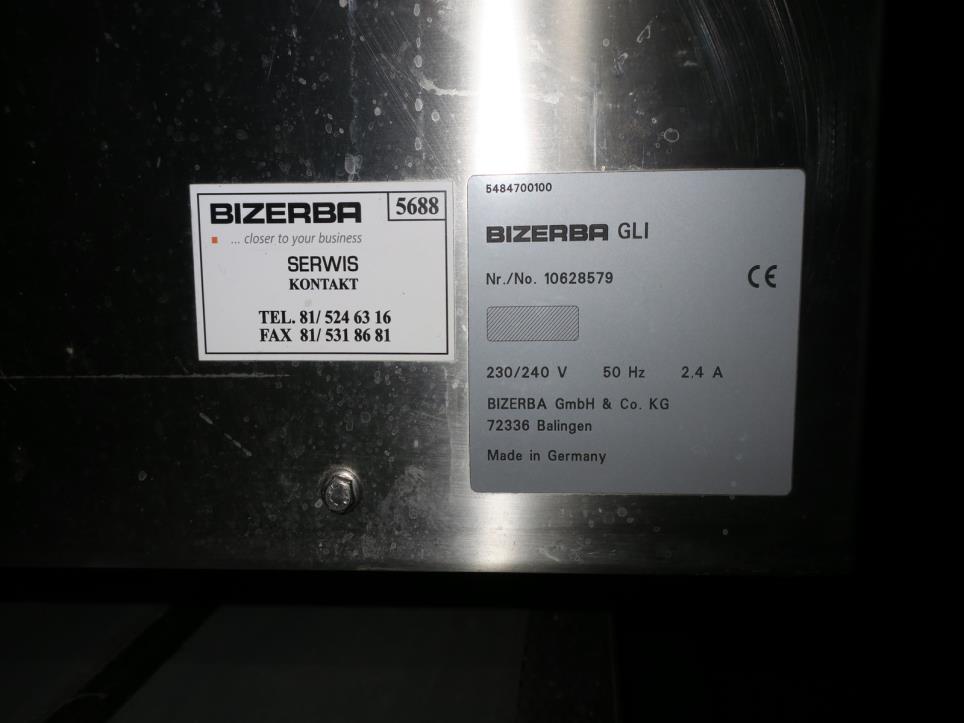 BIZERBA 5688
... closer to your business
SERWIS
KONTAKT
TEL. 81/ 524 63 16
FAX 81/ 531 86 81
5484700100
BIZERBA GLI
Nr./No. 10628579 CE
230/240 V 50 Hz 2,4 A
BIZERBA GmbH & Co. KG
72336 Balingen
Made in Germany